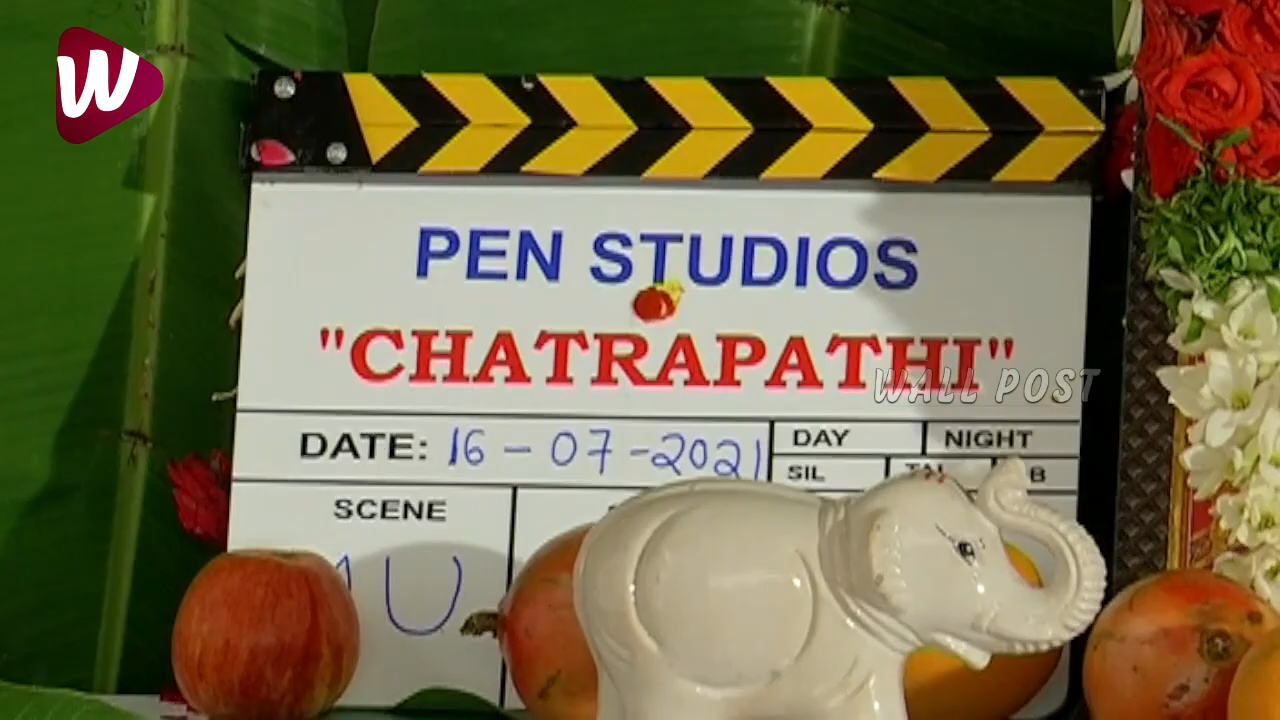 W
PEN STUDIOS
"CHATRAPATHI"
WALL POST
DATE: 16-07-2021
DAY NIGHT
SIL B
SCENE